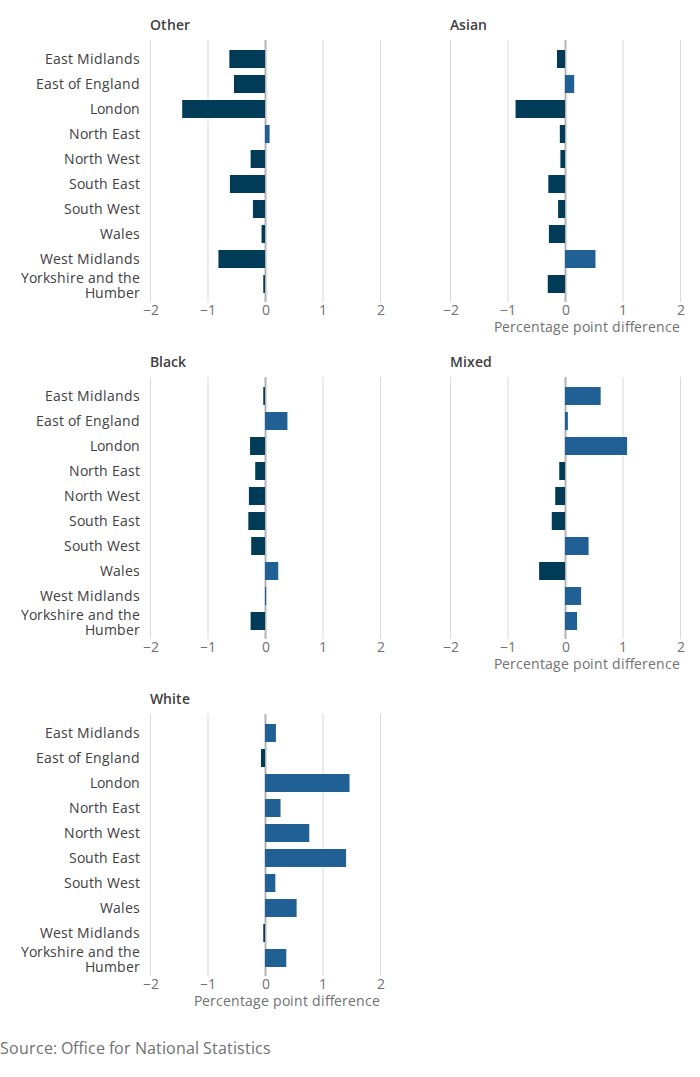 Other
East Midlands
East of England
London
North East
North West
South East
South West
Wales
West Midlands
Yorkshire and the
Humber
−2 −1 0 1 2
Asian
−2 −1 0 1 2
Percentage point difference
Black
East Midlands
East of England
London
North East
North West
South East
South West
Wales
West Midlands
Yorkshire and the
Humber
−2 −1 0 1 2
Mixed
−2 −1 0 1 2
Percentage point difference
White
East Midlands
East of England
London
North East
North West
South East
South West
Wales
West Midlands
Yorkshire and the
Humber
−2 −1 0 1 2
Percentage point difference
Source: Office for National Statistics